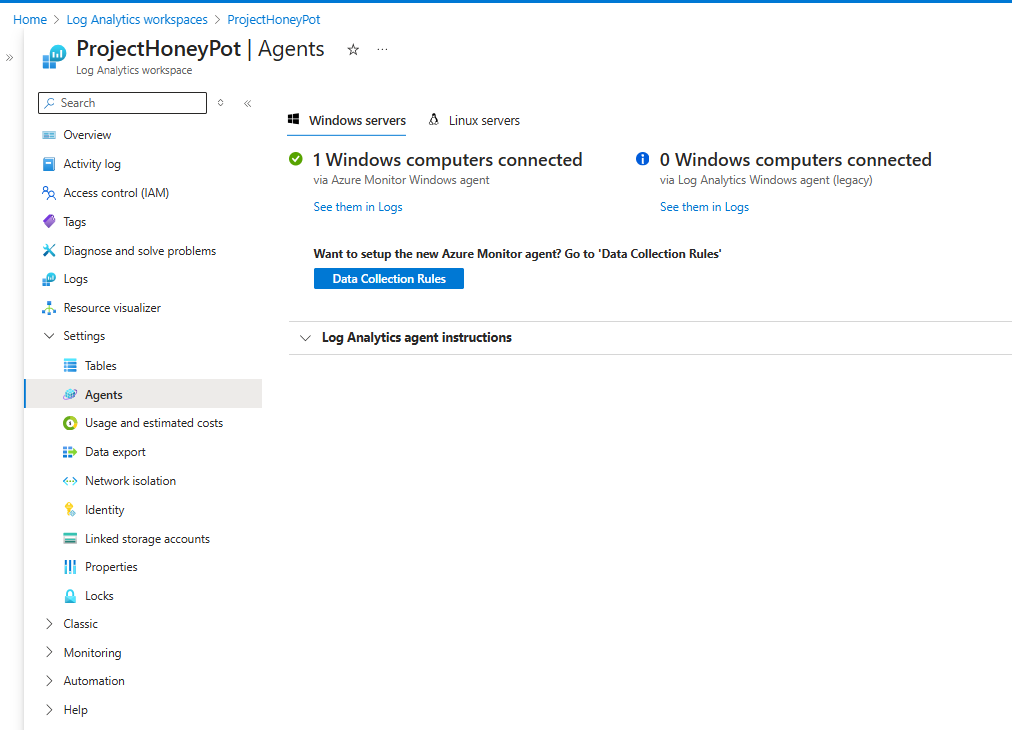 Home > Log Analytics workspaces > ProjectHoneyPot
ProjectHoneyPot | Agents
Log Analytics workspace
Search
Overview
Activity log
Access control (IAM)
Tags
Diagnose and solve problems
Logs
Resource visualizer
Settings
Tables
Agents
Usage and estimated costs
Data export
Network isolation
Identity
Linked storage accounts
Properties
Locks
Classic
Monitoring
Automation
Help
Windows servers Linux servers
1 Windows computers connected
via Azure Monitor Windows agent
See them in Logs
0 Windows computers connected
via Log Analytics Windows agent (legacy)
See them in Logs
Want to setup the new Azure Monitor agent? Go to 'Data Collection Rules'
Data Collection Rules
Log Analytics agent instructions